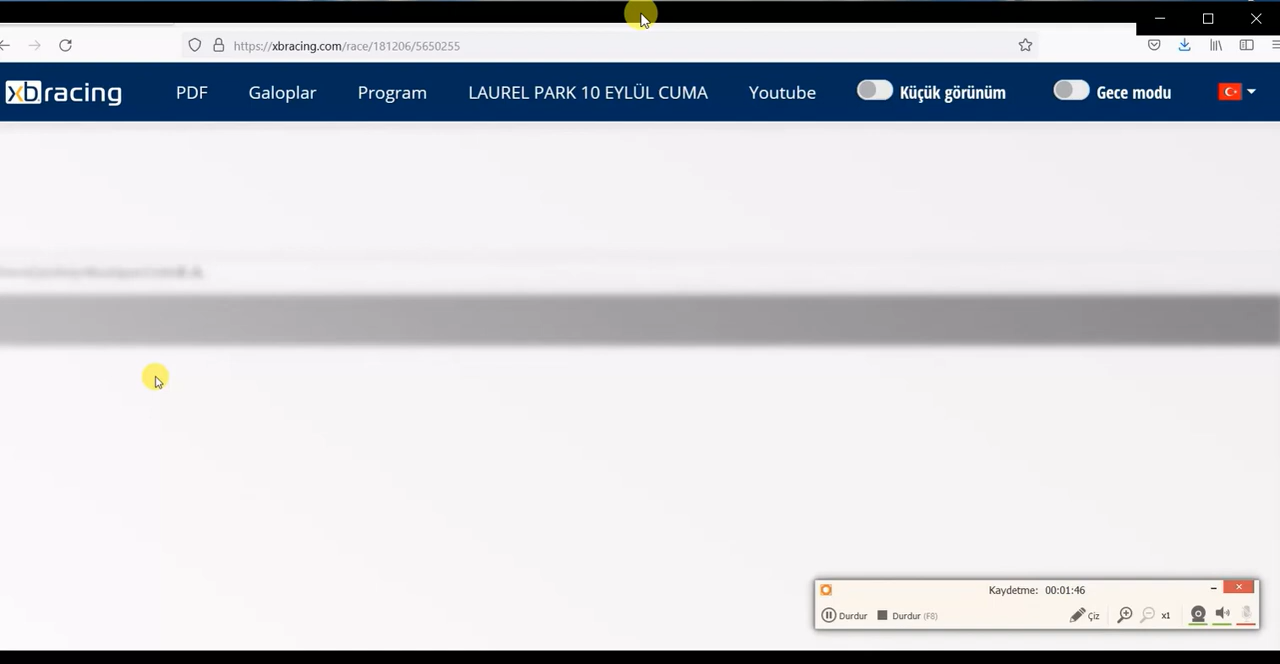 https://xbracing.com/race/181206/5650255
xbracing PDF Galoplar Program LAUREL PARK 10 EYLÜL CUMA Youtube Küçük görünüm Gece modu
Kaydetme: 00:01:46
Durdur Durdur (F8) Çiz x1